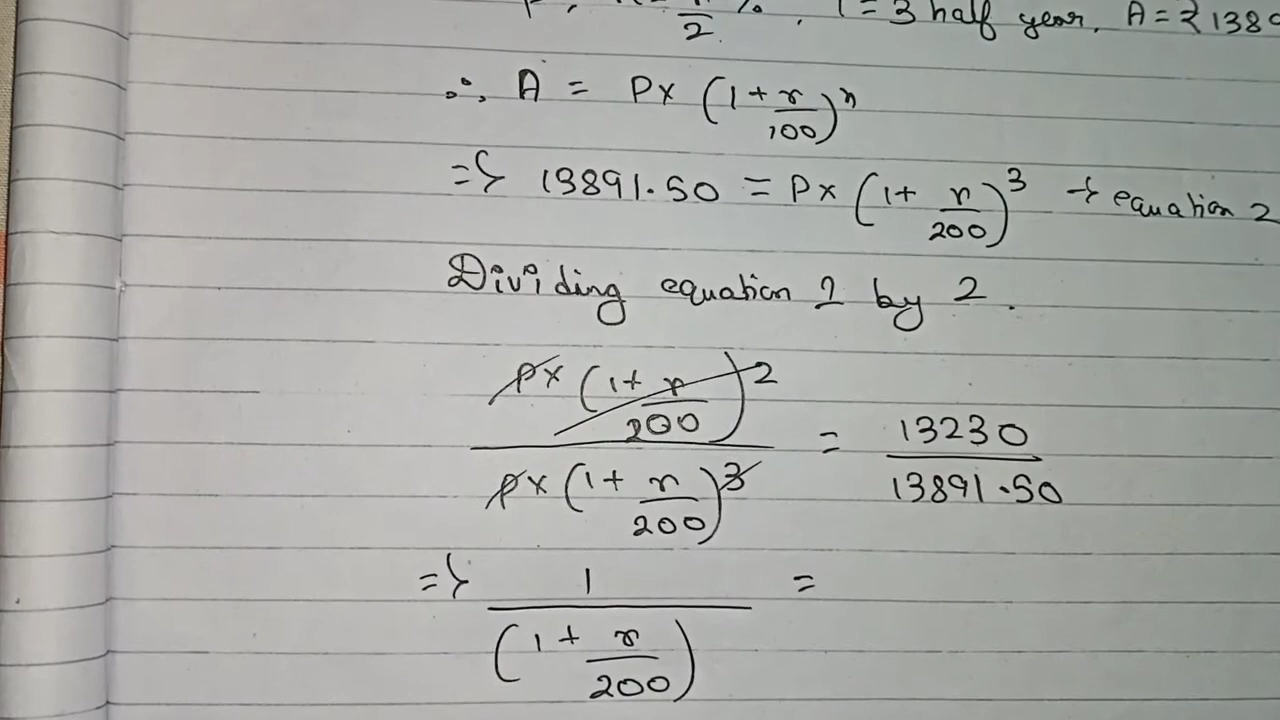 r/2 %, T = 3 half year, A = ₹ 1389
∴ A = P× (1 + r/100)^n
=> 13891.50 = P× (1 + r/200)^3 → equation 2
Dividing equation 1 by 2.
P× (1 + r/200)^2 / P× (1 + r/200)^3 = 13230 / 13891.50
=> 1 / (1 + r/200) =